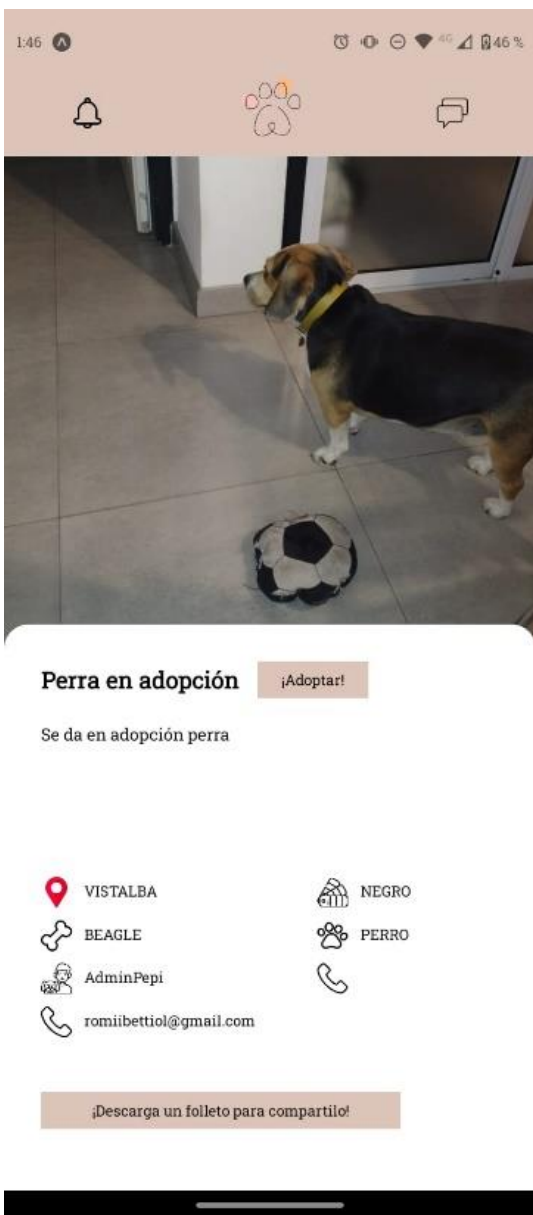 1:46
4G
46 %
Perra en adopción
¡Adoptar!
Se da en adopción perra
VISTALBA
NEGRO
BEAGLE
PERRO
AdminPepi
romiibettiol@gmail.com
¡Descarga un folleto para compartilo!